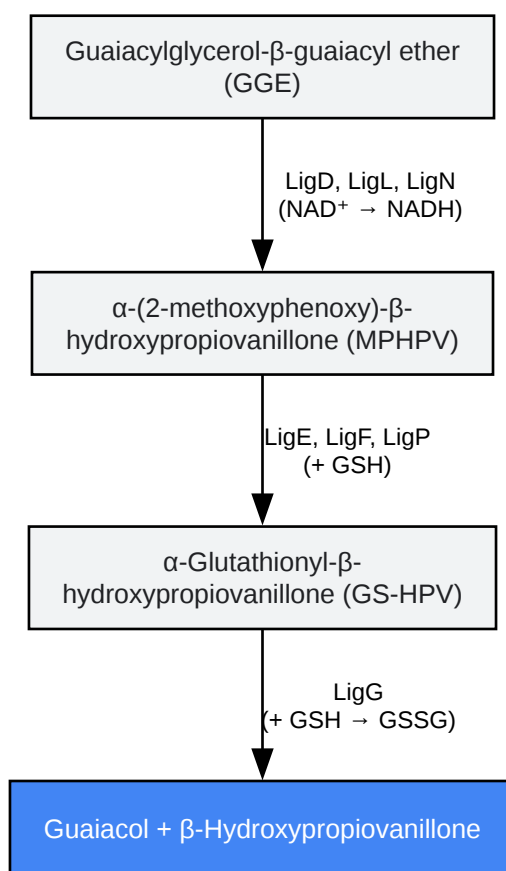 Guaiacylglycerol-β-guaiacyl ether
(GGE)
LigD, LigL, LigN
(NAD⁺ → NADH)
α-(2-methoxyphenoxy)-β-
hydroxypropiovanillone (MPHPV)
LigE, LigF, LigP
(+ GSH)
α-Glutathionyl-β-
hydroxypropiovanillone (GS-HPV)
LigG
(+ GSH → GSSG)
Guaiacol + β-Hydroxypropiovanillone